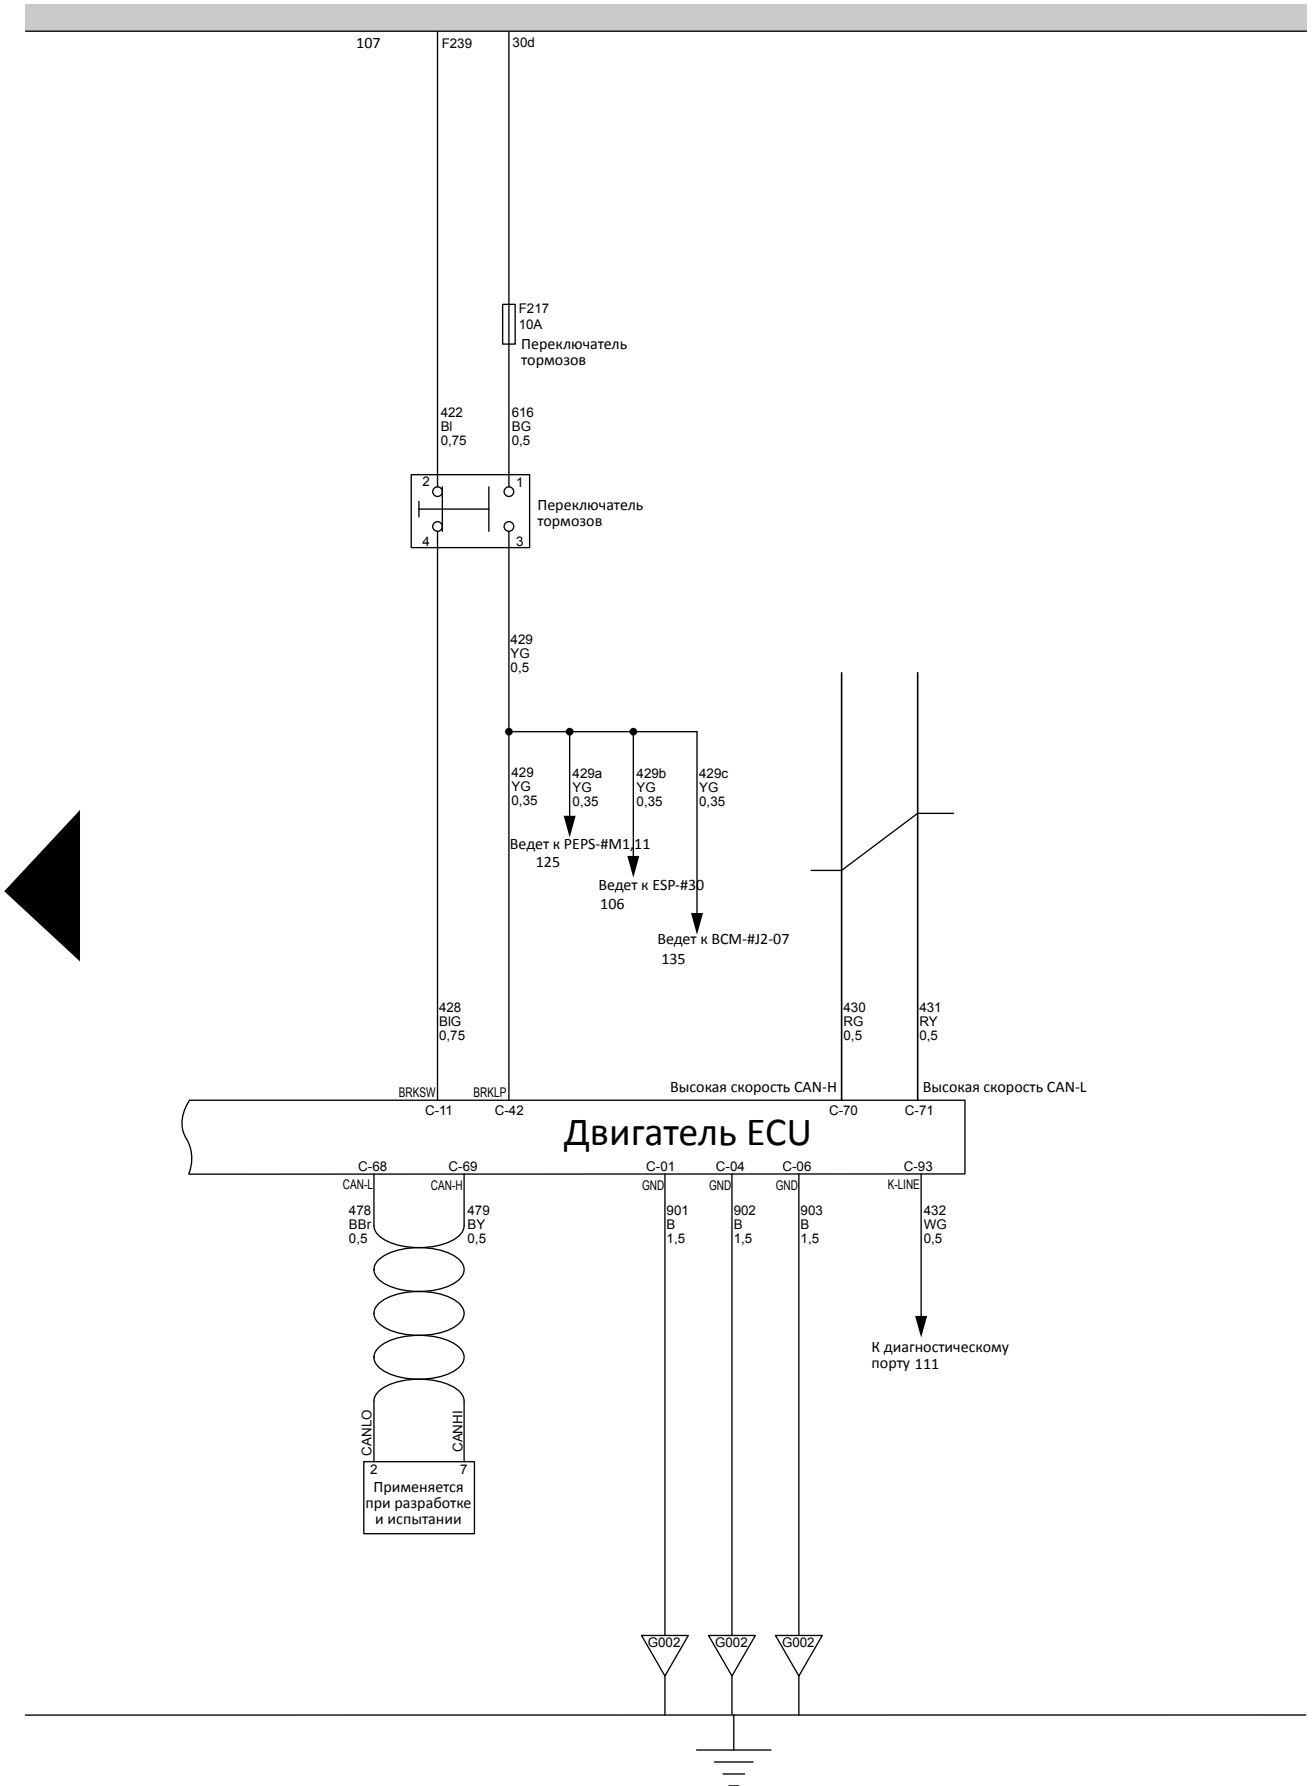 107
F239
30d
F217
10A
Переключатель
тормозов
422
Bl
0,75
616
BG
0,5
2
1
4
3
Переключатель
тормозов
429
YG
0,5
429
YG
0,35
429a
YG
0,35
429b
YG
0,35
429c
YG
0,35
Ведет к PEPS-#M1,11
125
Ведет к ESP-#30
106
Ведет к BCM-#J2-07
135
428
BlG
0,75
430
RG
0,5
431
RY
0,5
BRKSW
BRKLP
Высокая скорость CAN-H
Высокая скорость CAN-L
C-11
C-42
C-70
C-71
Двигатель ECU
C-68
C-69
C-01
C-04
C-06
C-93
CAN-L
CAN-H
GND
GND
GND
K-LINE
478
BBr
0,5
479
BY
0,5
901
B
1,5
902
B
1,5
903
B
1,5
432
WG
0,5
К диагностическому
порту 111
CANLO
CANHI
2
7
Применяется
при разработке
и испытании
G002
G002
G002